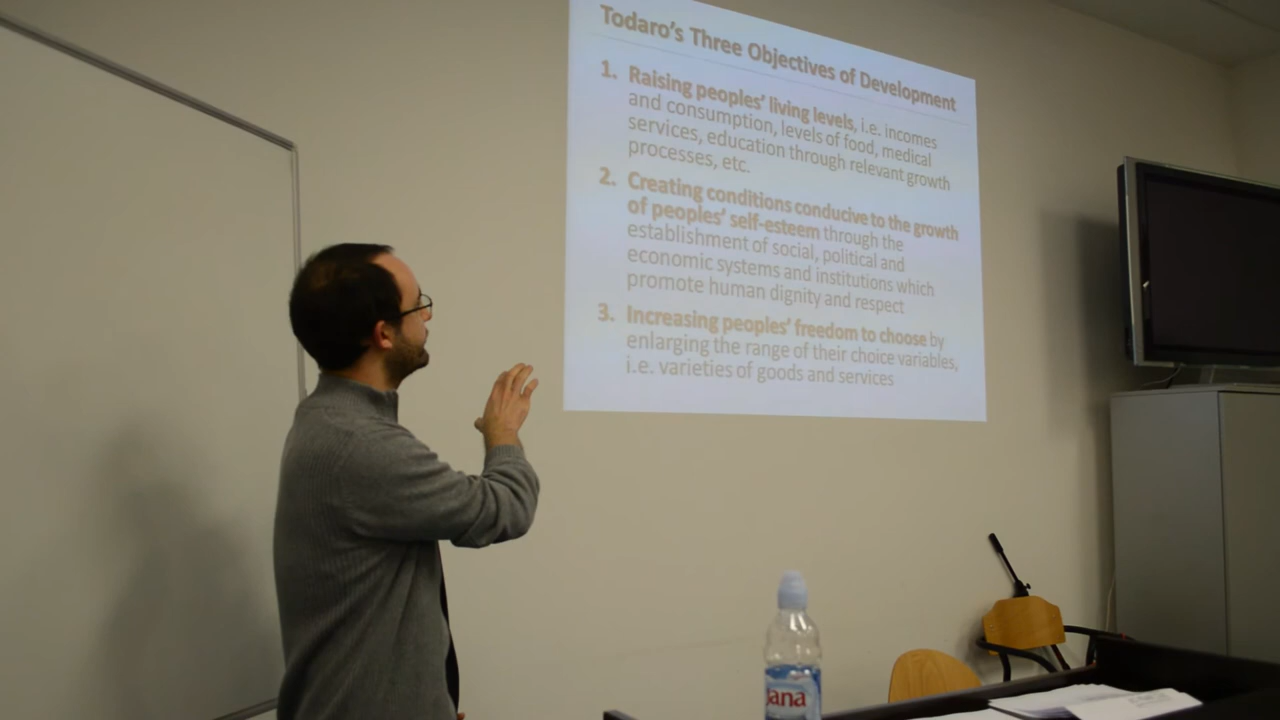 Todaro's Three Objectives of Development
1. Raising peoples' living levels, i.e. incomes
and consumption, levels of food, medical
services, education through relevant growth
processes, etc.
2. Creating conditions conducive to the growth
of peoples' self-esteem through the
establishment of social, political and
economic systems and institutions which
promote human dignity and respect
3. Increasing peoples' freedom to choose by
enlarging the range of their choice variables,
i.e. varieties of goods and services
Jana